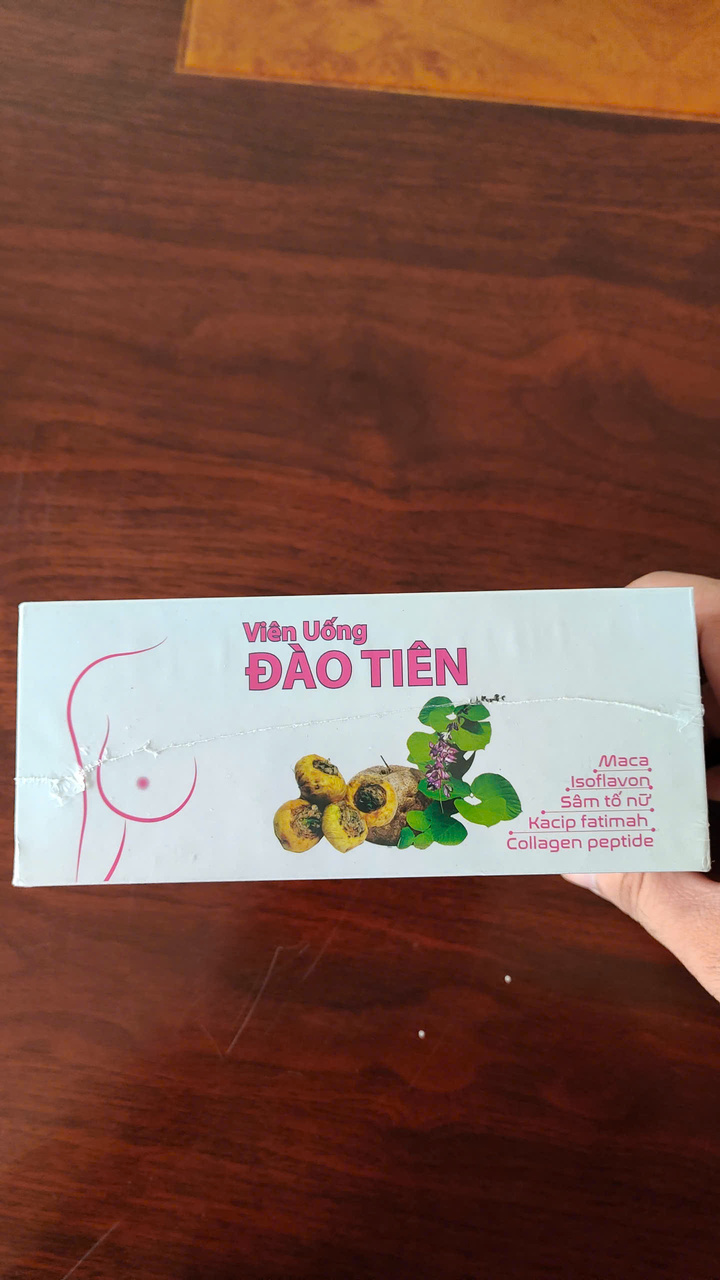 Viên Uống
ĐÀO TIÊN
Maca
Isoflavon
Sâm tố nữ
Kacip fatimah
Collagen peptide